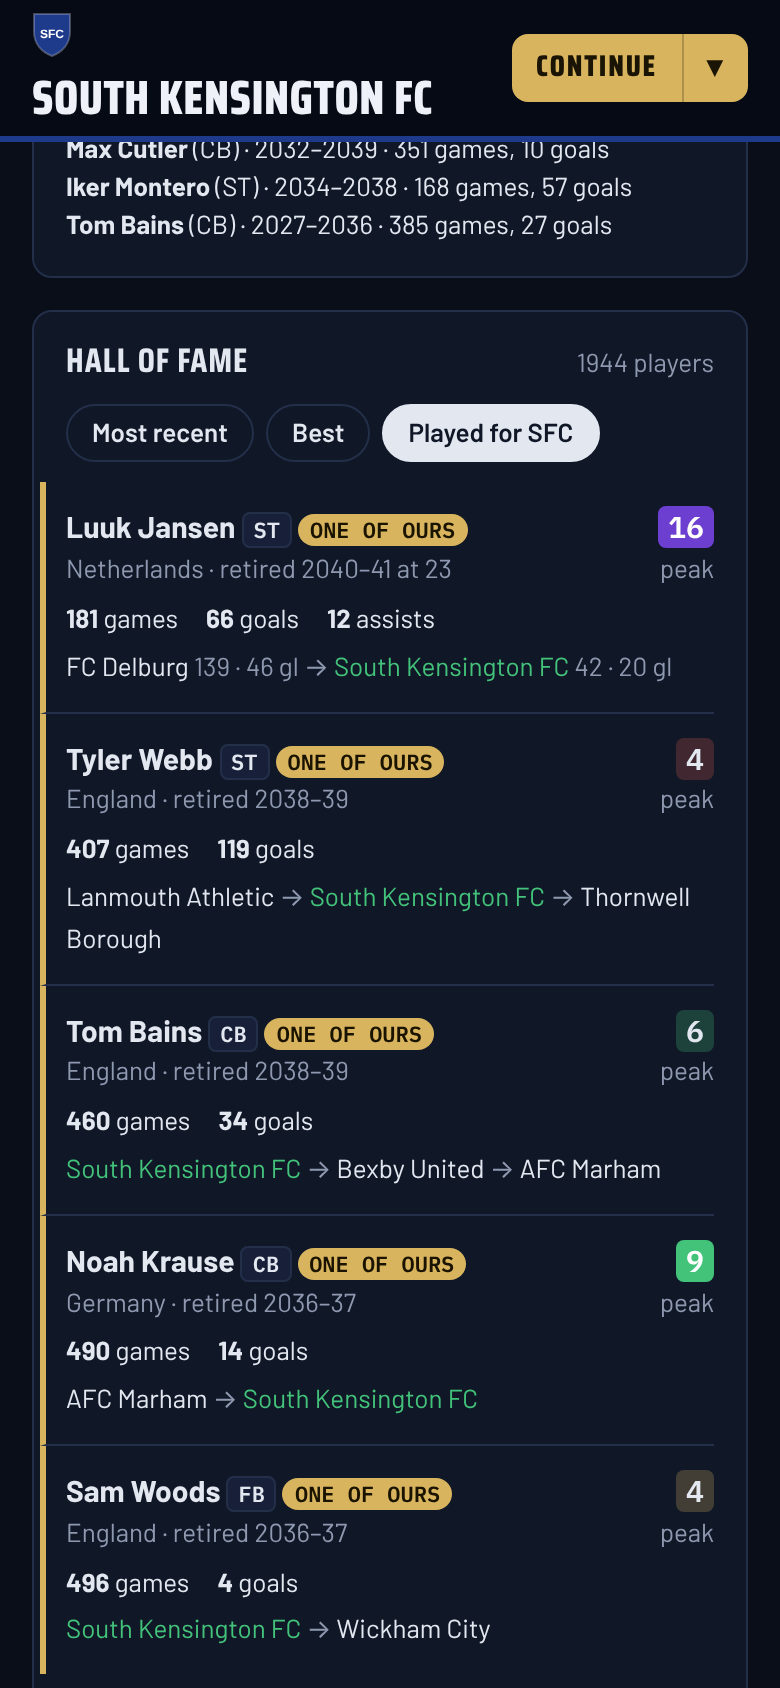 SFC
SOUTH KENSINGTON FC
CONTINUE ▼
Max Cutler (CB) · 2032–2039 · 351 games, 10 goals
Iker Montero (ST) · 2034–2038 · 168 games, 57 goals
Tom Bains (CB) · 2027–2036 · 385 games, 27 goals
HALL OF FAME
1944 players
Most recent
Best
Played for SFC
Luuk Jansen ST ONE OF OURS 16
Netherlands · retired 2040–41 at 23 peak
181 games 66 goals 12 assists
FC Delburg 139 · 46 gl → South Kensington FC 42 · 20 gl
Tyler Webb ST ONE OF OURS 4
England · retired 2038–39 peak
407 games 119 goals
Lanmouth Athletic → South Kensington FC → Thornwell
Borough
Tom Bains CB ONE OF OURS 6
England · retired 2038–39 peak
460 games 34 goals
South Kensington FC → Bexby United → AFC Marham
Noah Krause CB ONE OF OURS 9
Germany · retired 2036–37 peak
490 games 14 goals
AFC Marham → South Kensington FC
Sam Woods FB ONE OF OURS 4
England · retired 2036–37 peak
496 games 4 goals
South Kensington FC → Wickham City